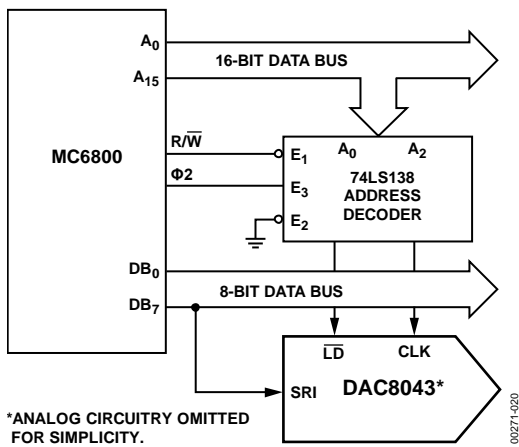 A0
16-BIT DATA BUS
A15
MC6800
R/W̅
E1
A0
A2
Φ2
E3
74LS138
ADDRESS
DECODER
E2
DB0
8-BIT DATA BUS
DB7
L̅D̅
CLK
SRI
DAC8043*
*ANALOG CIRCUITRY OMITTED
FOR SIMPLICITY.
00271-020